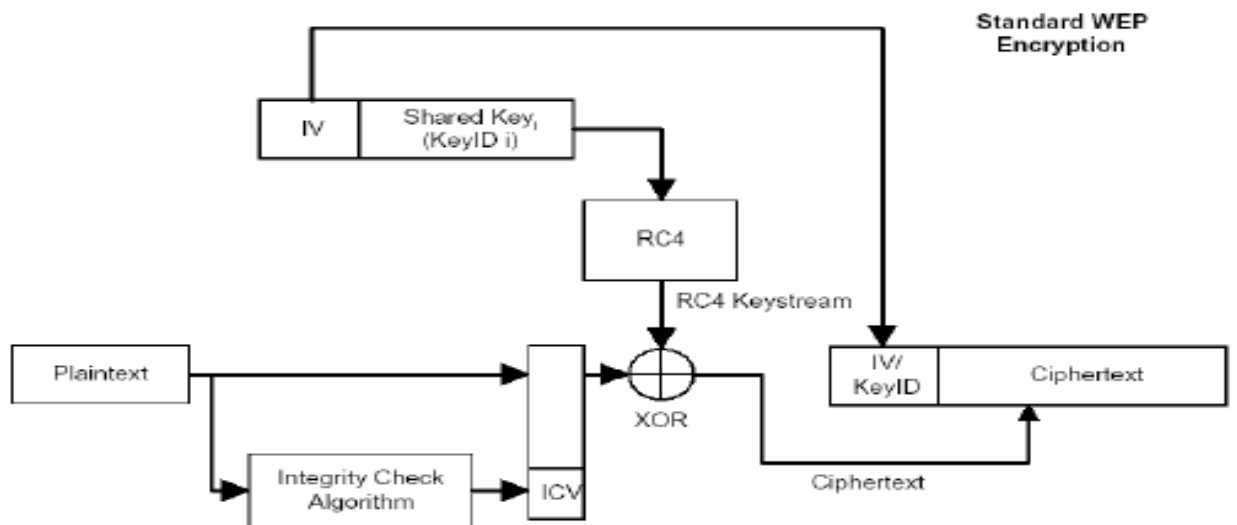 Standard WEP
Encryption
IV
Shared Keyi
(KeyID i)
RC4
RC4 Keystream
Plaintext
IV/
KeyID
Ciphertext
XOR
Integrity Check
Algorithm
ICV
Ciphertext